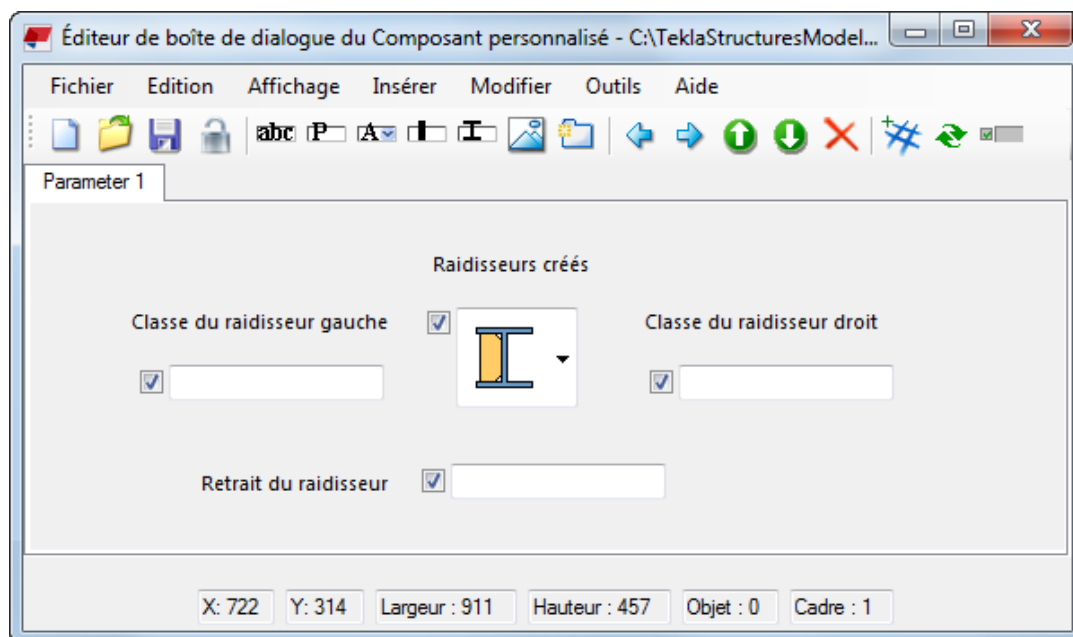 Éditeur de boîte de dialogue du Composant personnalisé - C:\TeklaStructuresModel...
Fichier Edition Affichage Insérer Modifier Outils Aide
abc P A
Parameter 1
Raidisseurs créés
Classe du raidisseur gauche
Classe du raidisseur droit
Retrait du raidisseur
X: 722 Y: 314 Largeur : 911 Hauteur : 457 Objet : 0 Cadre : 1